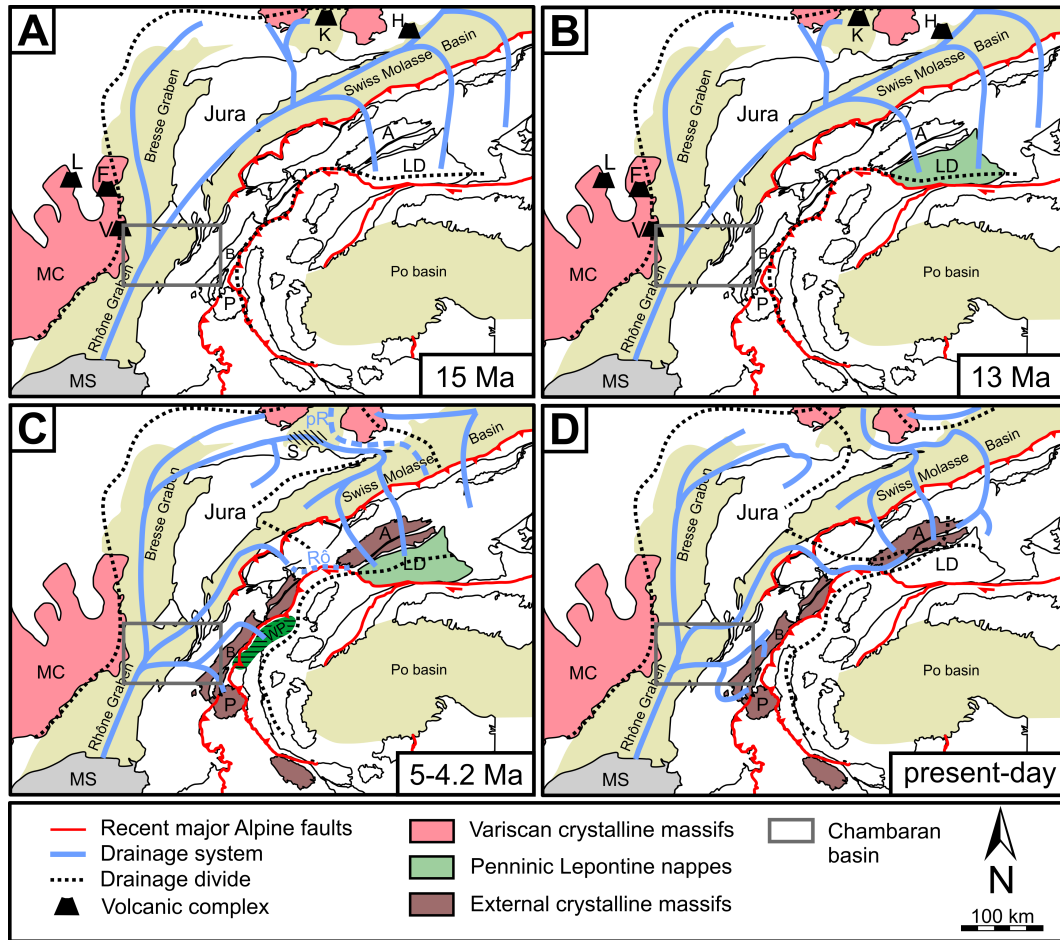 A
K
H
Basin
Swiss Molasse
Bresse Graben
Jura
A
LD
L
F
V
MC
B
P
Po basin
Rhône Graben
MS
15 Ma
B
K
H
Basin
Swiss Molasse
Bresse Graben
Jura
A
LD
L
F
V
MC
B
P
Po basin
Rhône Graben
MS
13 Ma
C
pR
S
Basin
Swiss Molasse
Bresse Graben
Jura
A
Rô
LD
WP
MC
B
P
Po basin
Rhône Graben
MS
5-4.2 Ma
D
Basin
Swiss Molasse
Bresse Graben
Jura
A
LD
MC
B
P
Po basin
Rhône Graben
MS
present-day
Recent major Alpine faults
Drainage system
Drainage divide
Volcanic complex
Variscan crystalline massifs
Penninic Lepontine nappes
External crystalline massifs
Chambaran
basin
N
100 km